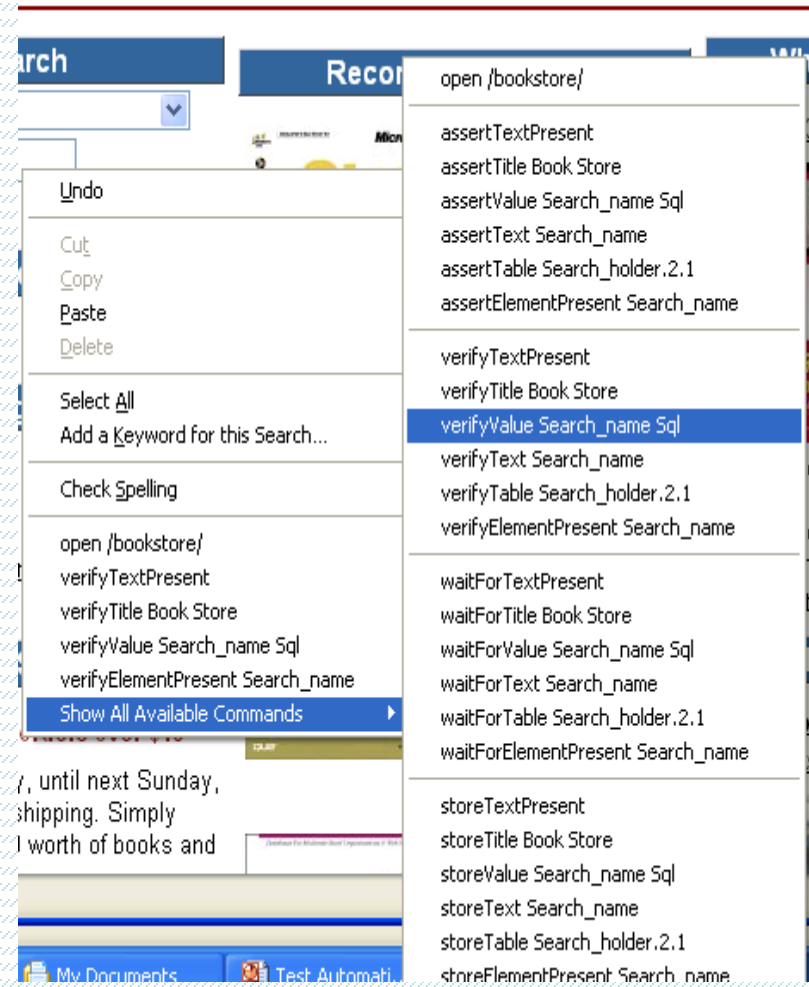 arch
Recor
Undo
Cut
Copy
Paste
Delete
Select All
Add a Keyword for this Search...
Check Spelling
open /bookstore/
verifyTextPresent
verifyTitle Book Store
verifyValue Search_name Sql
verifyElementPresent Search_name
Show All Available Commands
open /bookstore/
assertTextPresent
assertTitle Book Store
assertValue Search_name Sql
assertText Search_name
assertTable Search_holder.2.1
assertElementPresent Search_name
verifyTextPresent
verifyTitle Book Store
verifyValue Search_name Sql
verifyText Search_name
verifyTable Search_holder.2.1
verifyElementPresent Search_name
waitForTextPresent
waitForTitle Book Store
waitForValue Search_name Sql
waitForText Search_name
waitForTable Search_holder.2.1
waitForElementPresent Search_name
storeTextPresent
storeTitle Book Store
storeValue Search_name Sql
storeText Search_name
storeTable Search_holder.2.1
storeElementPresent Search_name
y, until next Sunday,
shipping. Simply
worth of books and
My Documents
Test Automati...